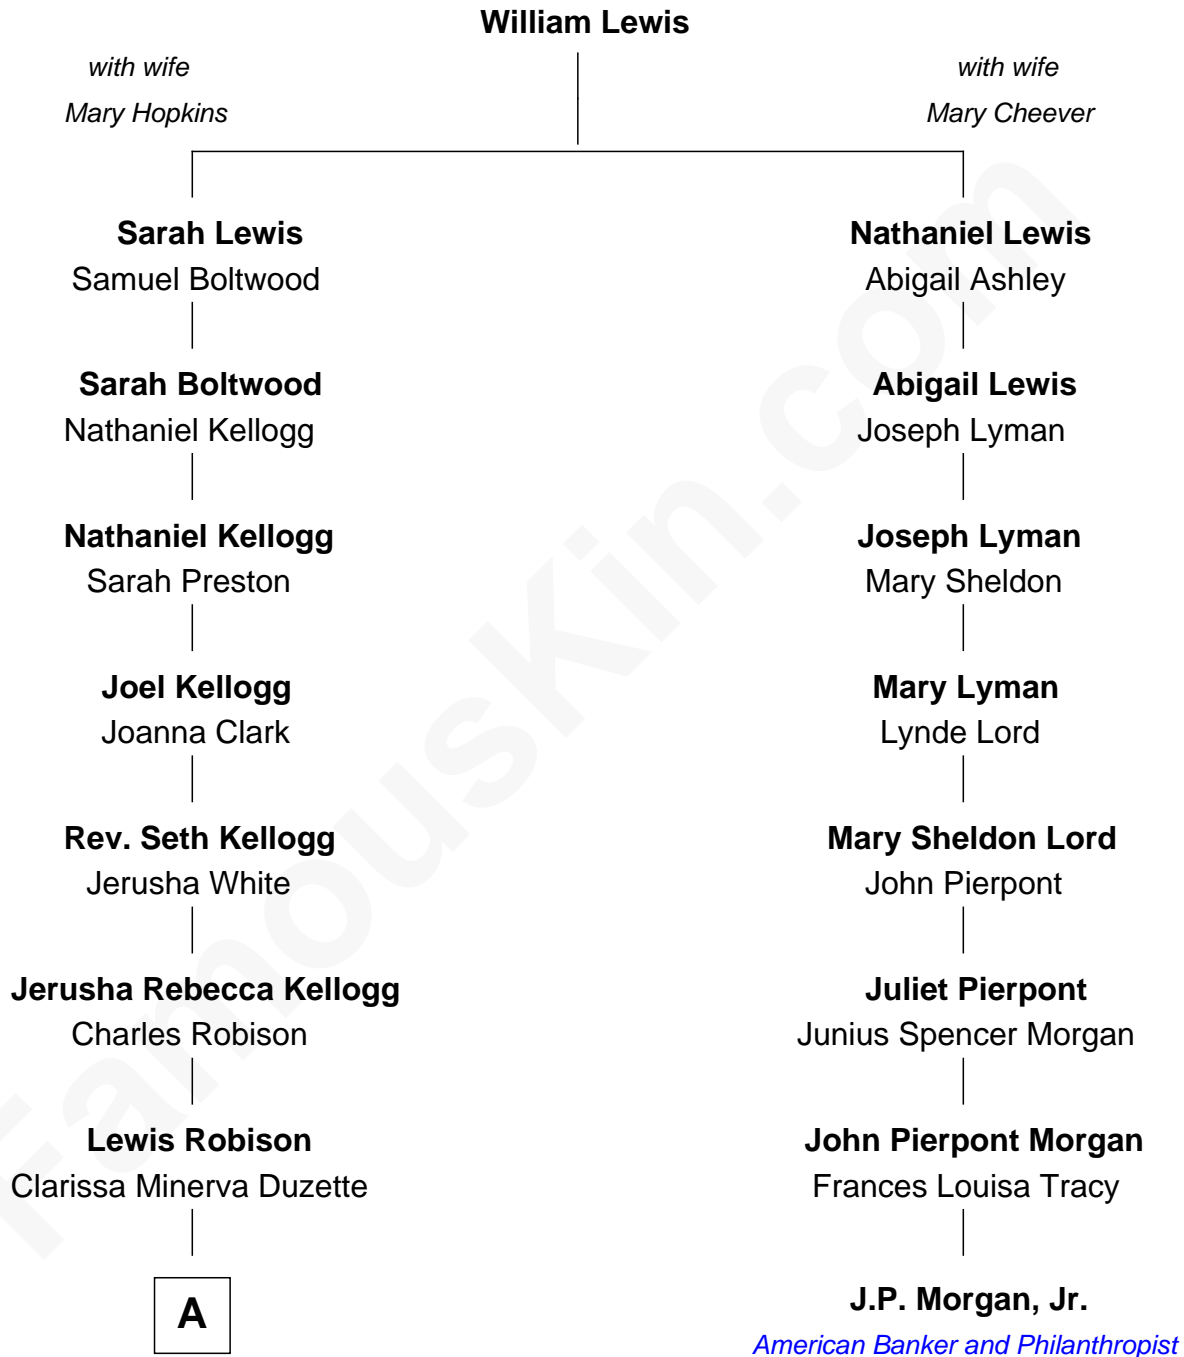 William Lewis
with wife
Mary Hopkins
with wife
Mary Cheever
Sarah Lewis
Samuel Boltwood
Nathaniel Lewis
Abigail Ashley
Sarah Boltwood
Nathaniel Kellogg
Abigail Lewis
Joseph Lyman
Nathaniel Kellogg
Sarah Preston
Joseph Lyman
Mary Sheldon
Joel Kellogg
Joanna Clark
Mary Lyman
Lynde Lord
Rev. Seth Kellogg
Jerusha White
Mary Sheldon Lord
John Pierpont
Jerusha Rebecca Kellogg
Charles Robison
Juliet Pierpont
Junius Spencer Morgan
Lewis Robison
Clarissa Minerva Duzette
John Pierpont Morgan
Frances Louisa Tracy
A
J.P. Morgan, Jr.
American Banker and Philanthropist
FamousKin.com